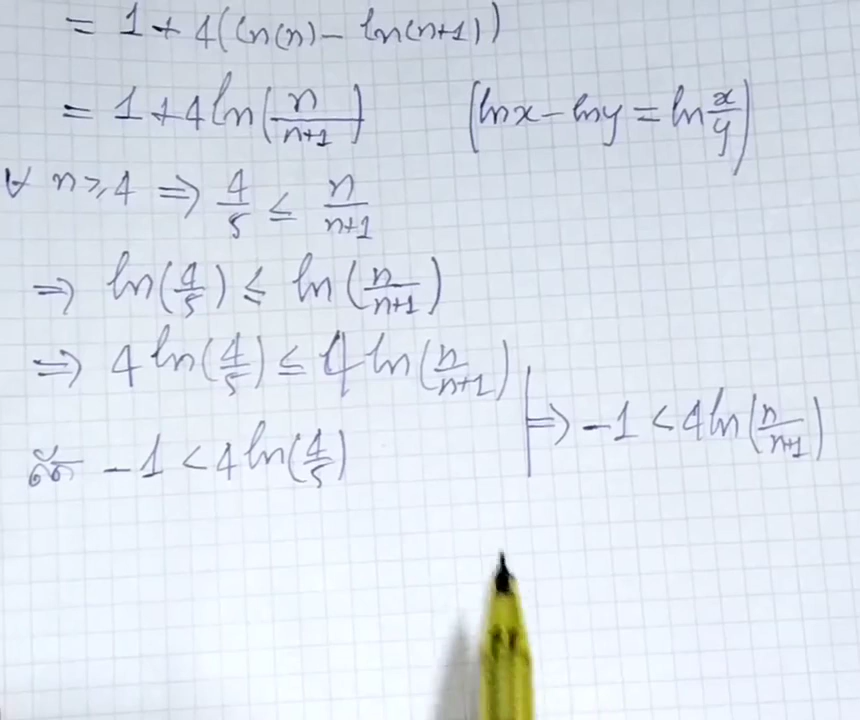 = 1 + 4(ln(n) - ln(n+1))
= 1 + 4 ln(n/(n+1)) (ln x - ln y = ln x/y)
∀ n ≥ 4 ⇒ 4/5 ≤ n/(n+1)
⇒ ln(4/5) ≤ ln(n/(n+1))
⇒ 4 ln(4/5) ≤ 4 ln(n/(n+1))
-1 < 4 ln(4/5)
⇒ -1 < 4 ln(n/(n+1))